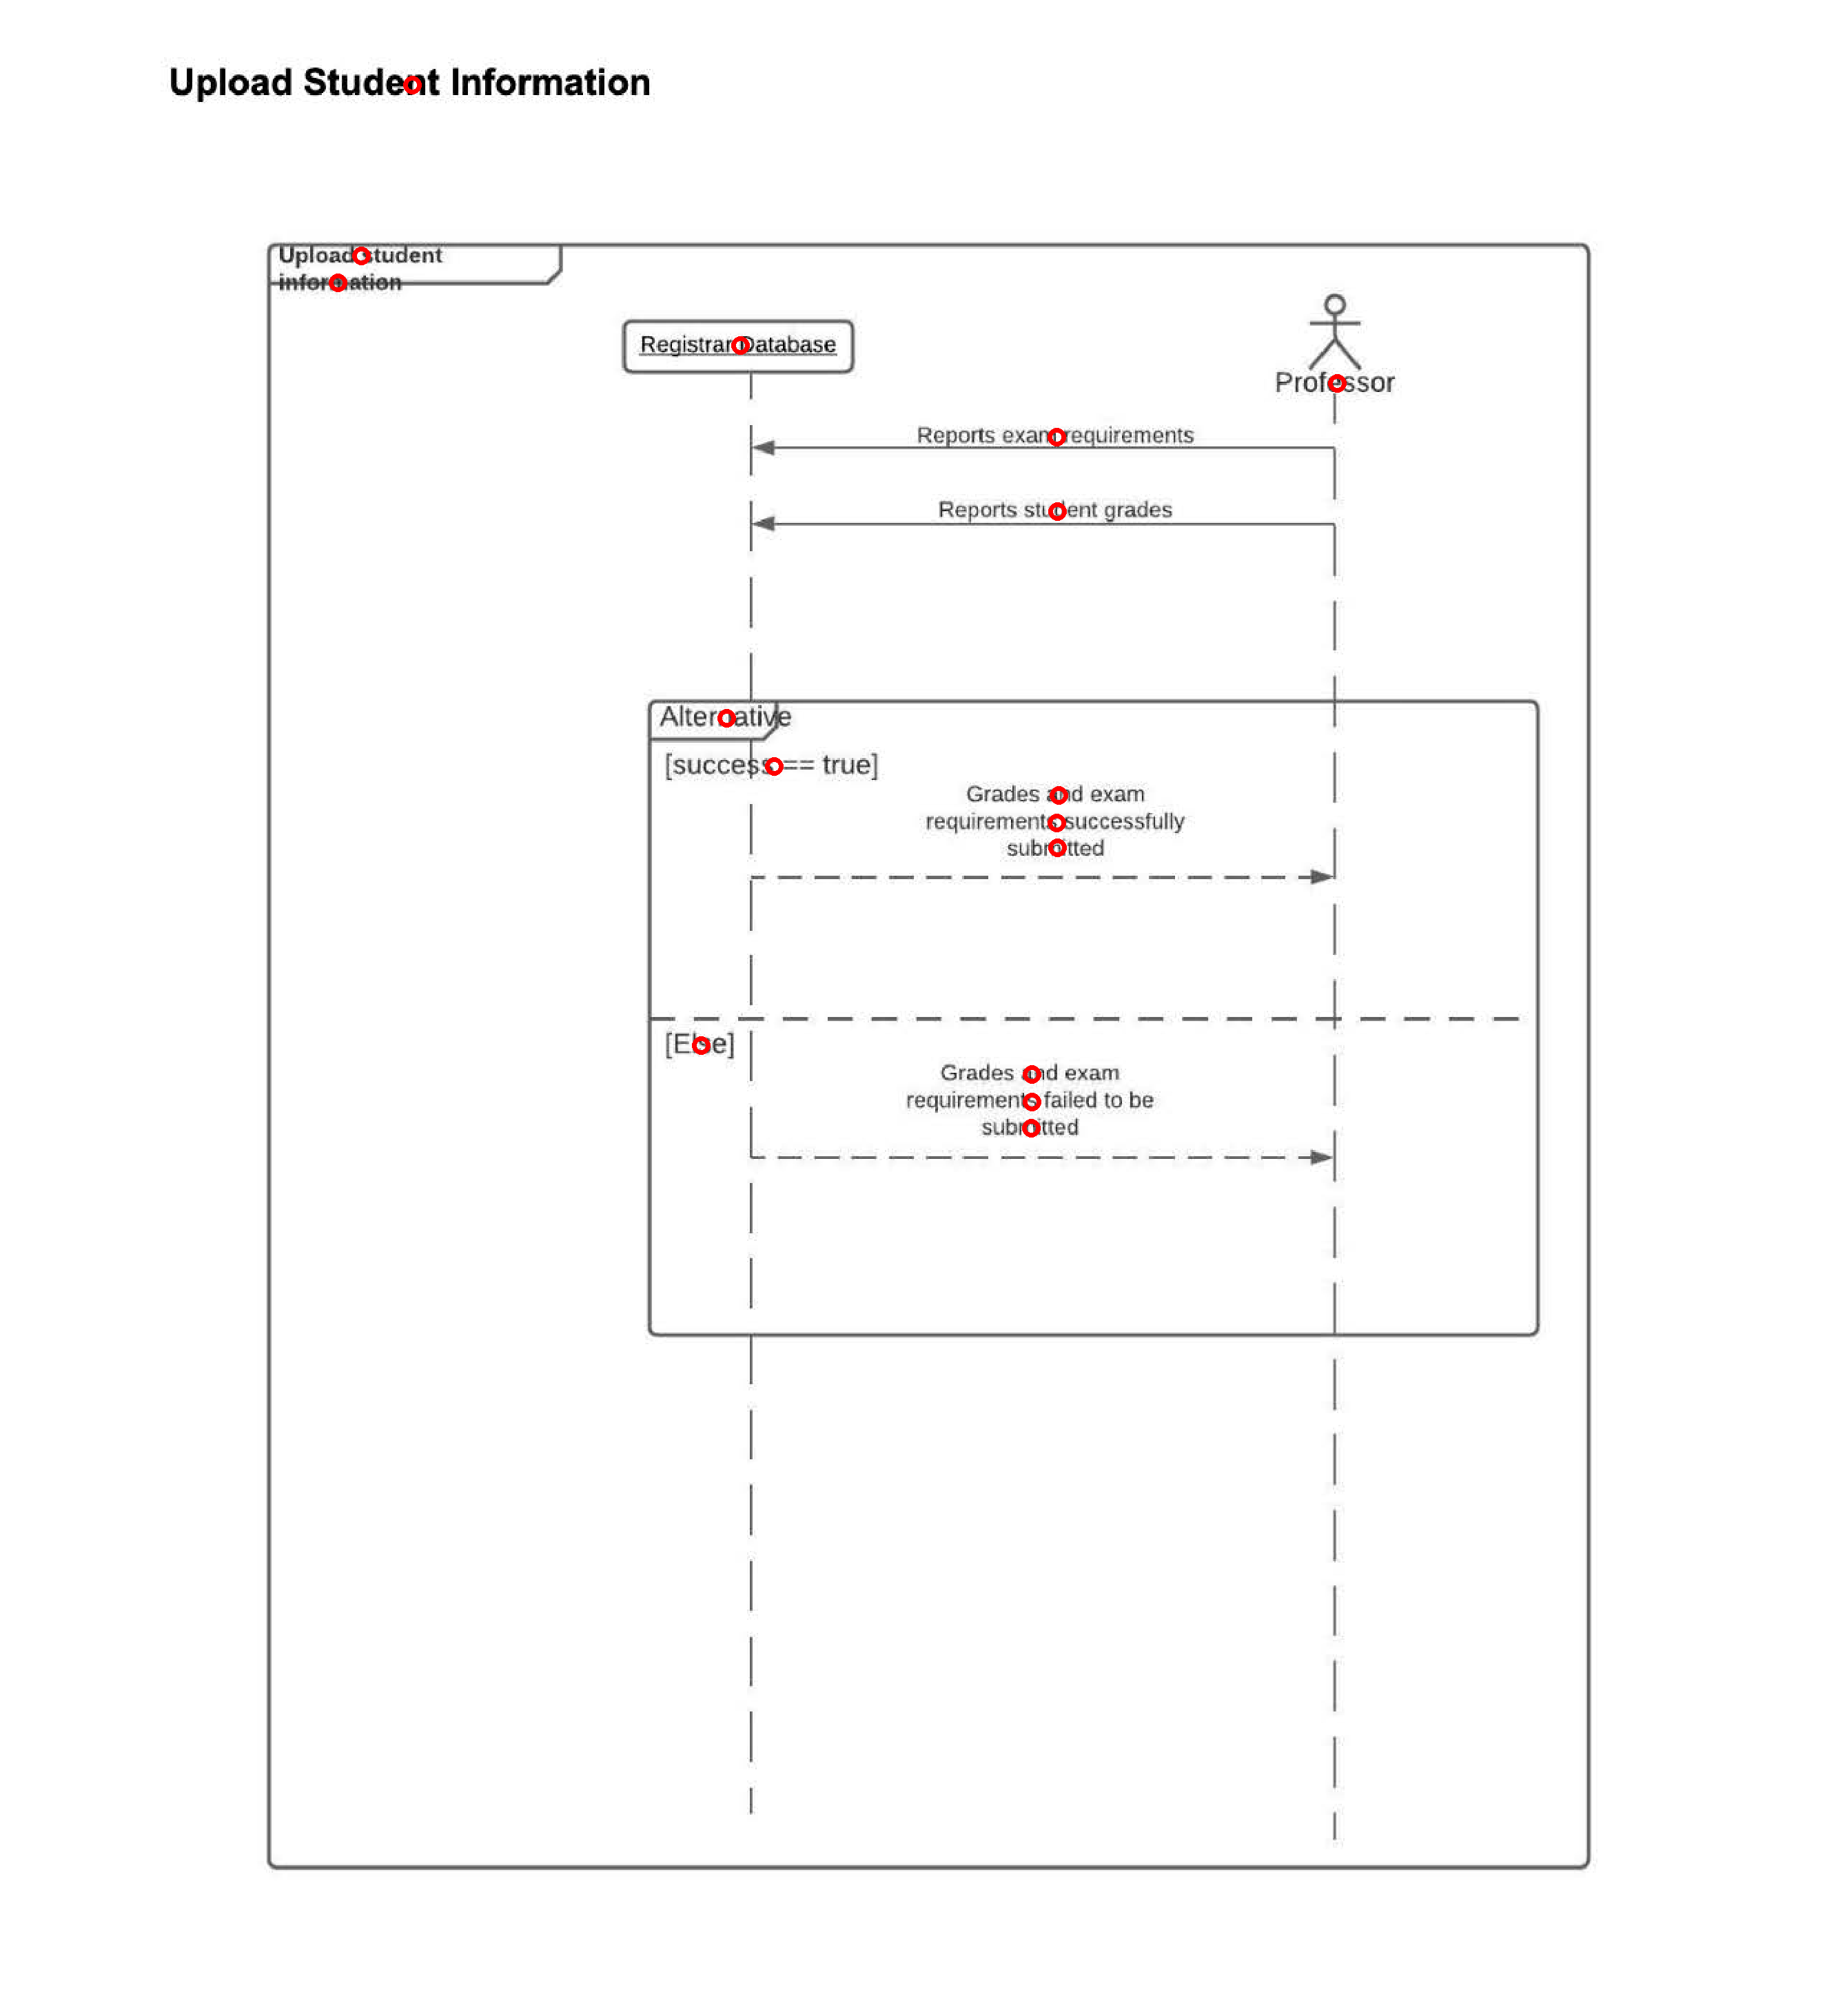 Upload Student Information
Upload student
information
Registrar Database
Professor
Reports exam requirements
Reports student grades
Alternative
[success == true]
Grades and exam
requirements successfully
submitted
[Else]
Grades and exam
requirements failed to be
submitted